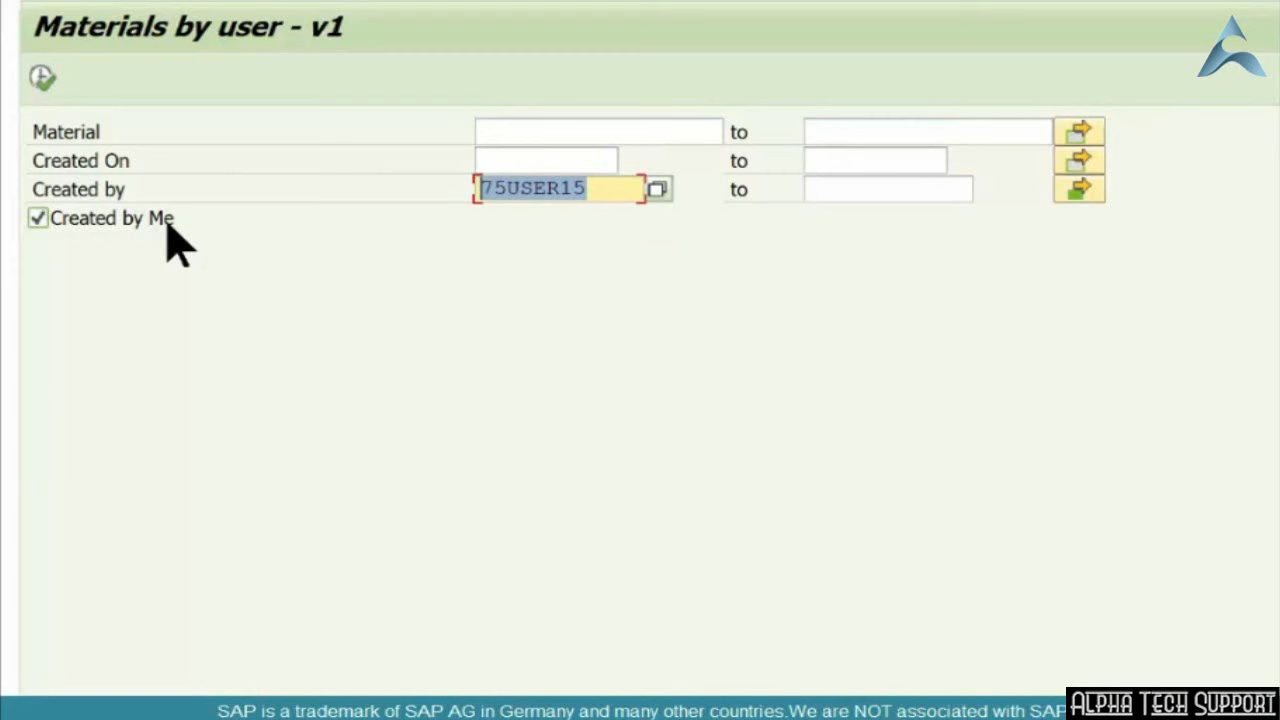 Materials by user - v1
Material to
Created On to
Created by 75USER15 to
Created by Me
SAP is a trademark of SAP AG in Germany and many other countries.We are NOT associated with SAP
Alpha Tech Support